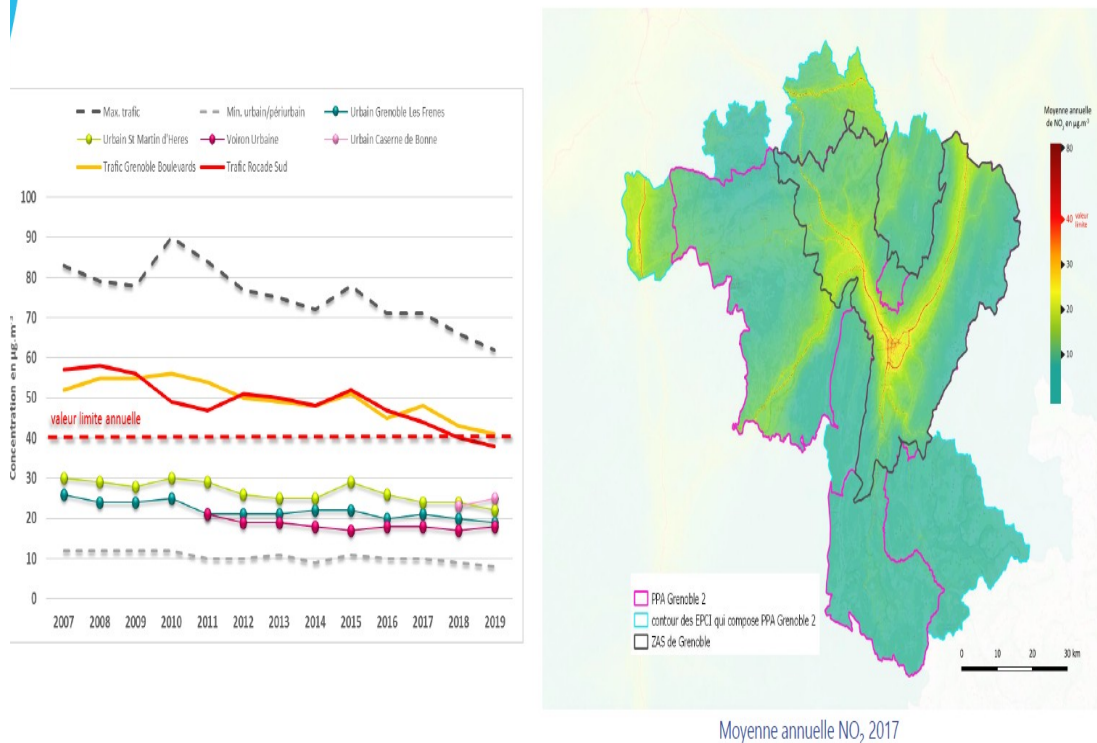 Max. trafic
Min. urbain/périurbain
Urbain Grenoble Les Frenes
Urbain St Martin d'Heres
Voiron Urbaine
Urbain Caserne de Bonne
Trafic Grenoble Boulevards
Trafic Rocade Sud
Concentration en µg.m⁻³
100
90
80
70
60
50
valeur limite annuelle
40
30
20
10
0
2007 2008 2009 2010 2011 2012 2013 2014 2015 2016 2017 2018 2019
Moyenne annuelle
de NO₂ en µg.m⁻³
80
40 valeur
limite
30
20
10
PPA Grenoble 2
contour des EPCI qui compose PPA Grenoble 2
ZAS de Grenoble
0 10 20 30 km
Moyenne annuelle NO₂ 2017